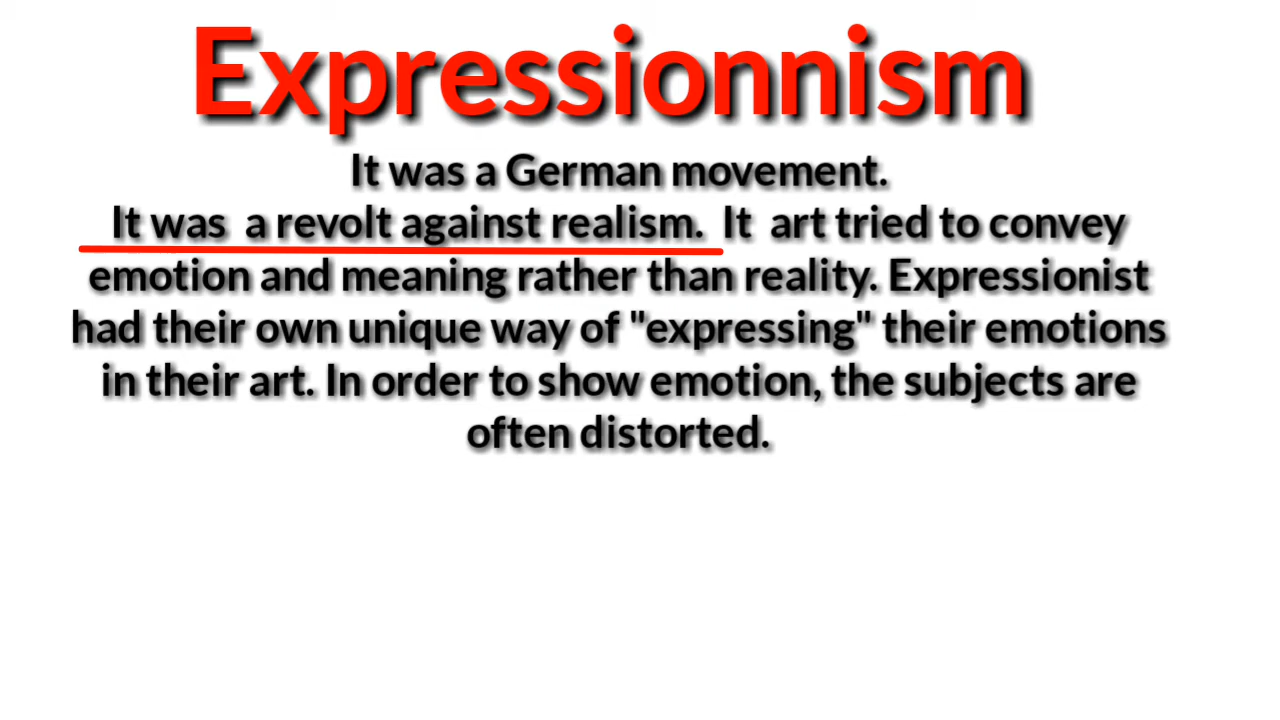 Expressionnism
It was a German movement.
It was  a revolt against realism.  It  art tried to convey
emotion and meaning rather than reality. Expressionist
had their own unique way of "expressing" their emotions
in their art. In order to show emotion, the subjects are
often distorted.